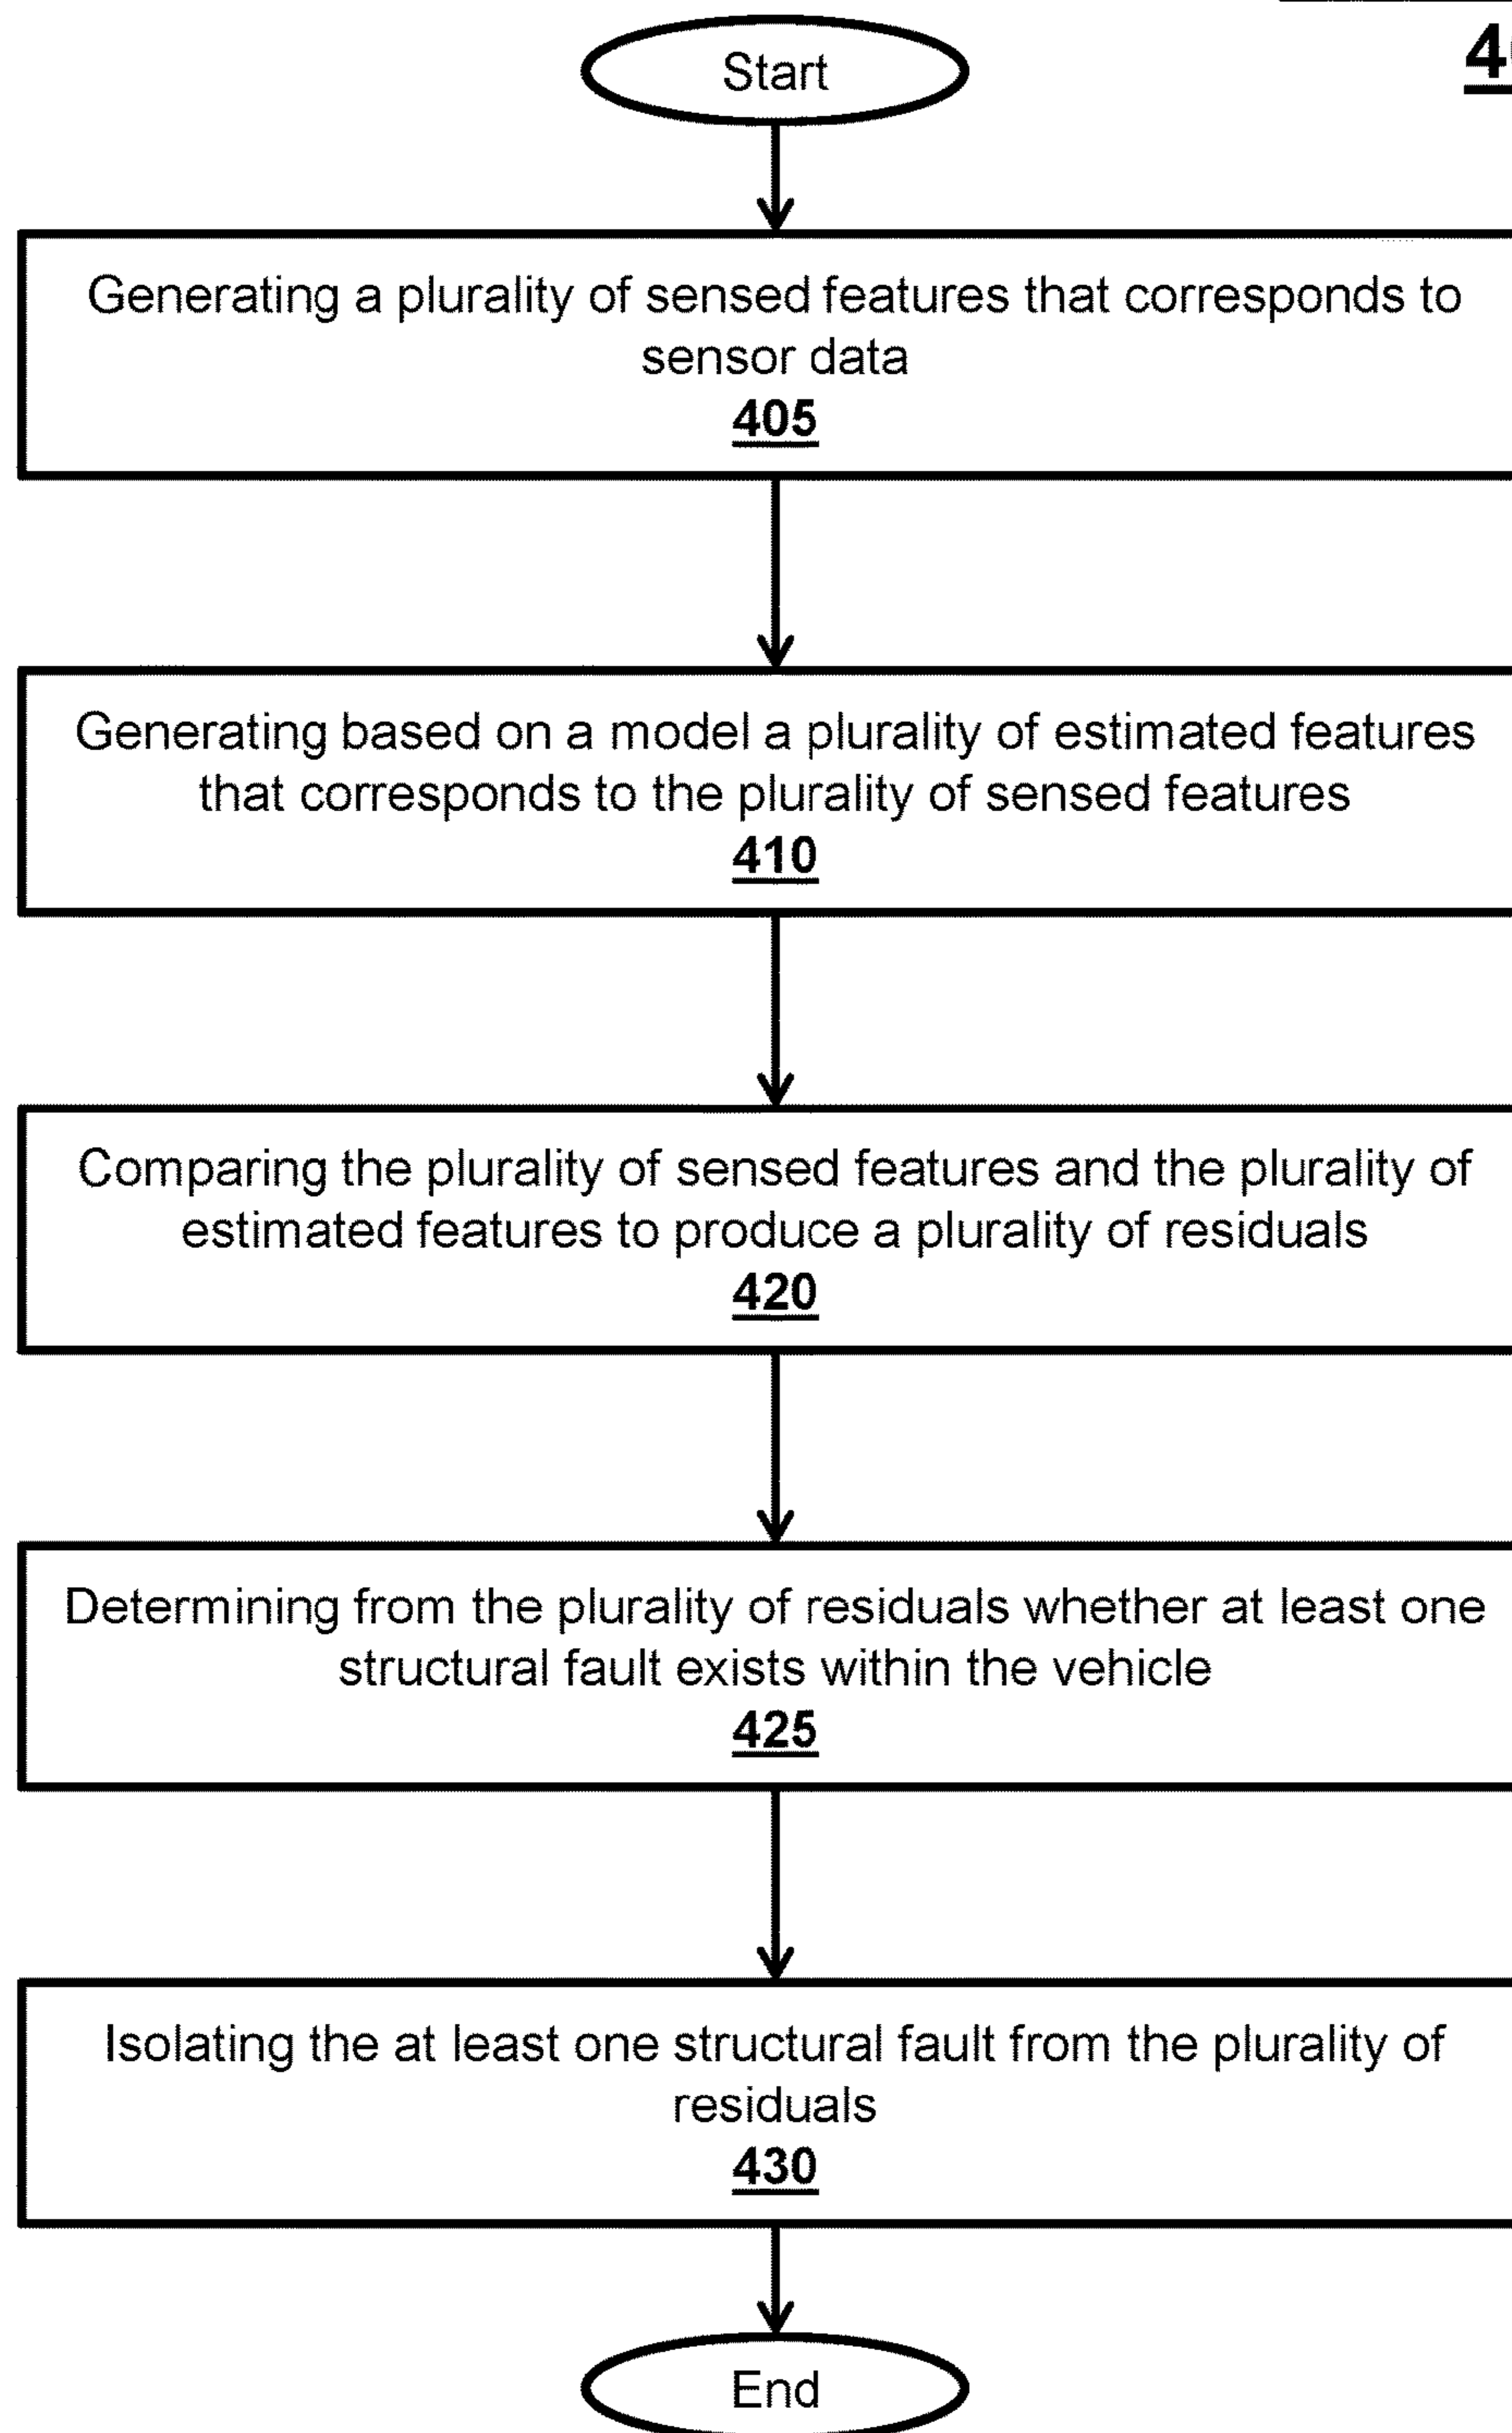 Start
Generating a plurality of sensed features that corresponds to
sensor data
405
Generating based on a model a plurality of estimated features
that corresponds to the plurality of sensed features
410
Comparing the plurality of sensed features and the plurality of
estimated features to produce a plurality of residuals
420
Determining from the plurality of residuals whether at least one
structural fault exists within the vehicle
425
Isolating the at least one structural fault from the plurality of
residuals
430
End